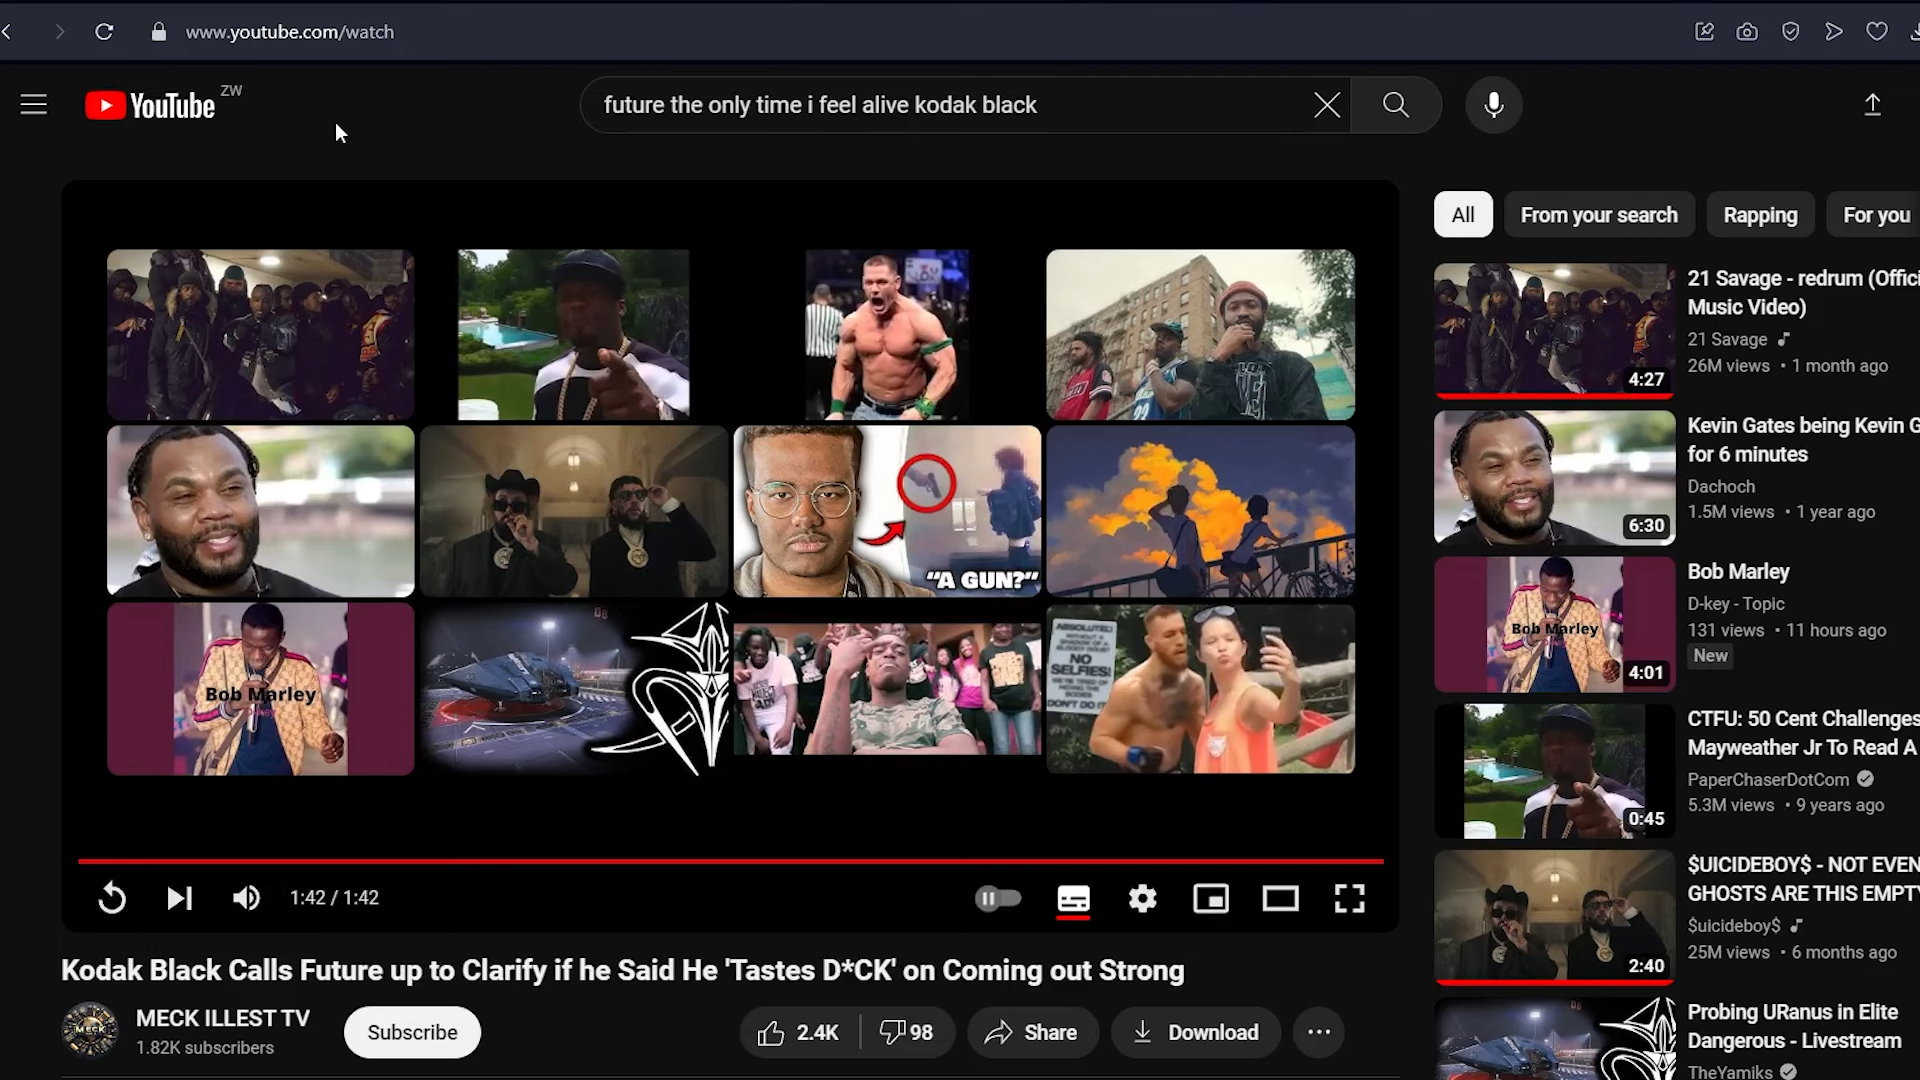 www.youtube.com/watch
YouTube ZW
future the only time i feel alive kodak black
All
From your search
Rapping
For you
"A GUN?"
Bob Marley
ABSOLUTELY
NO
SELFIES!
DON'T DO IT
1:42 / 1:42
Kodak Black Calls Future up to Clarify if he Said He 'Tastes D*CK' on Coming out Strong
MECK
MECK ILLEST TV
1.82K subscribers
Subscribe
2.4K
98
Share
Download
4:27
21 Savage - redrum (Offici
Music Video)
21 Savage
26M views • 1 month ago
6:30
Kevin Gates being Kevin G
for 6 minutes
Dachoch
1.5M views • 1 year ago
Bob Marley
4:01
Bob Marley
D-key - Topic
131 views • 11 hours ago
New
0:45
CTFU: 50 Cent Challenges
Mayweather Jr To Read A
PaperChaserDotCom
5.3M views • 9 years ago
2:40
$UICIDEBOY$ - NOT EVEN
GHOSTS ARE THIS EMPTY
$uicideboy$
25M views • 6 months ago
Probing URanus in Elite
Dangerous - Livestream
TheYamiks